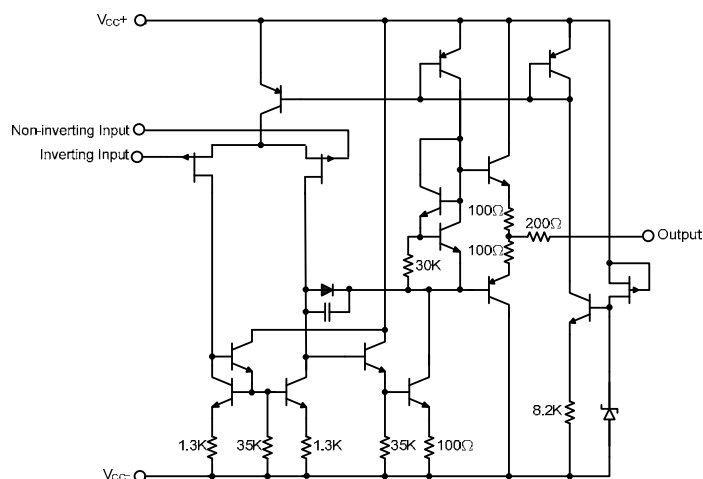 VCC+
Non-inverting Input
Inverting Input
100Ω
200Ω
Output
100Ω
30K
8.2K
1.3K
35K
1.3K
35K
100Ω
VCC-